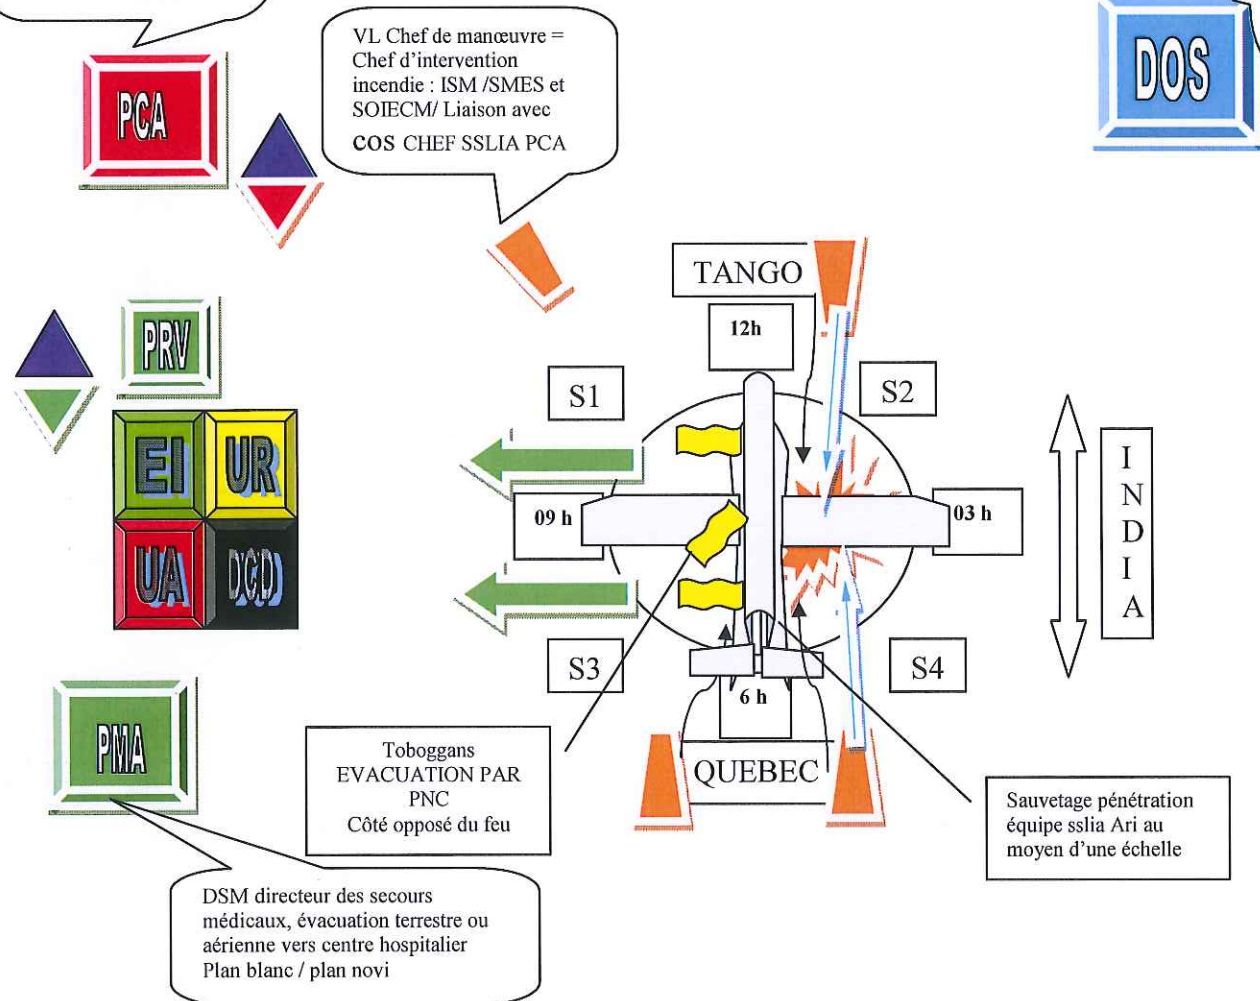 PCA
VL Chef de manœuvre =
Chef d'intervention
incendie : ISM /SMES et
SOIECM/ Liaison avec
COS CHEF SSLIA PCA
DOS
TANGO
12h
PRV
S1
S2
EI
UR
UA
DCD
09 h
03 h
I
N
D
I
A
S3
S4
6 h
PMA
Toboggans
EVACUATION PAR
PNC
Côté opposé du feu
QUEBEC
Sauvetage pénétration
équipe sslia Ari au
moyen d'une échelle
DSM directeur des secours
médicaux, évacuation terrestre ou
aérienne vers centre hospitalier
Plan blanc / plan novi